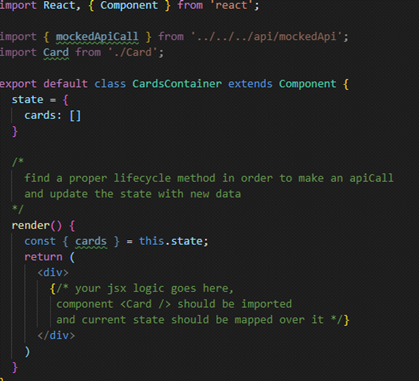 import React, { Component } from 'react';
import { mockedApiCall } from '../../../api/mockedApi';
import Card from './Card';
export default class CardsContainer extends Component {
state = {
cards: []
}
/*
find a proper lifecycle method in order to make an apiCall
and update the state with new data
*/
render() {
const { cards } = this.state;
return (
<div>
{/* your jsx logic goes here,
component <Card /> should be imported
and current state should be mapped over it */}
</div>
)
}
}